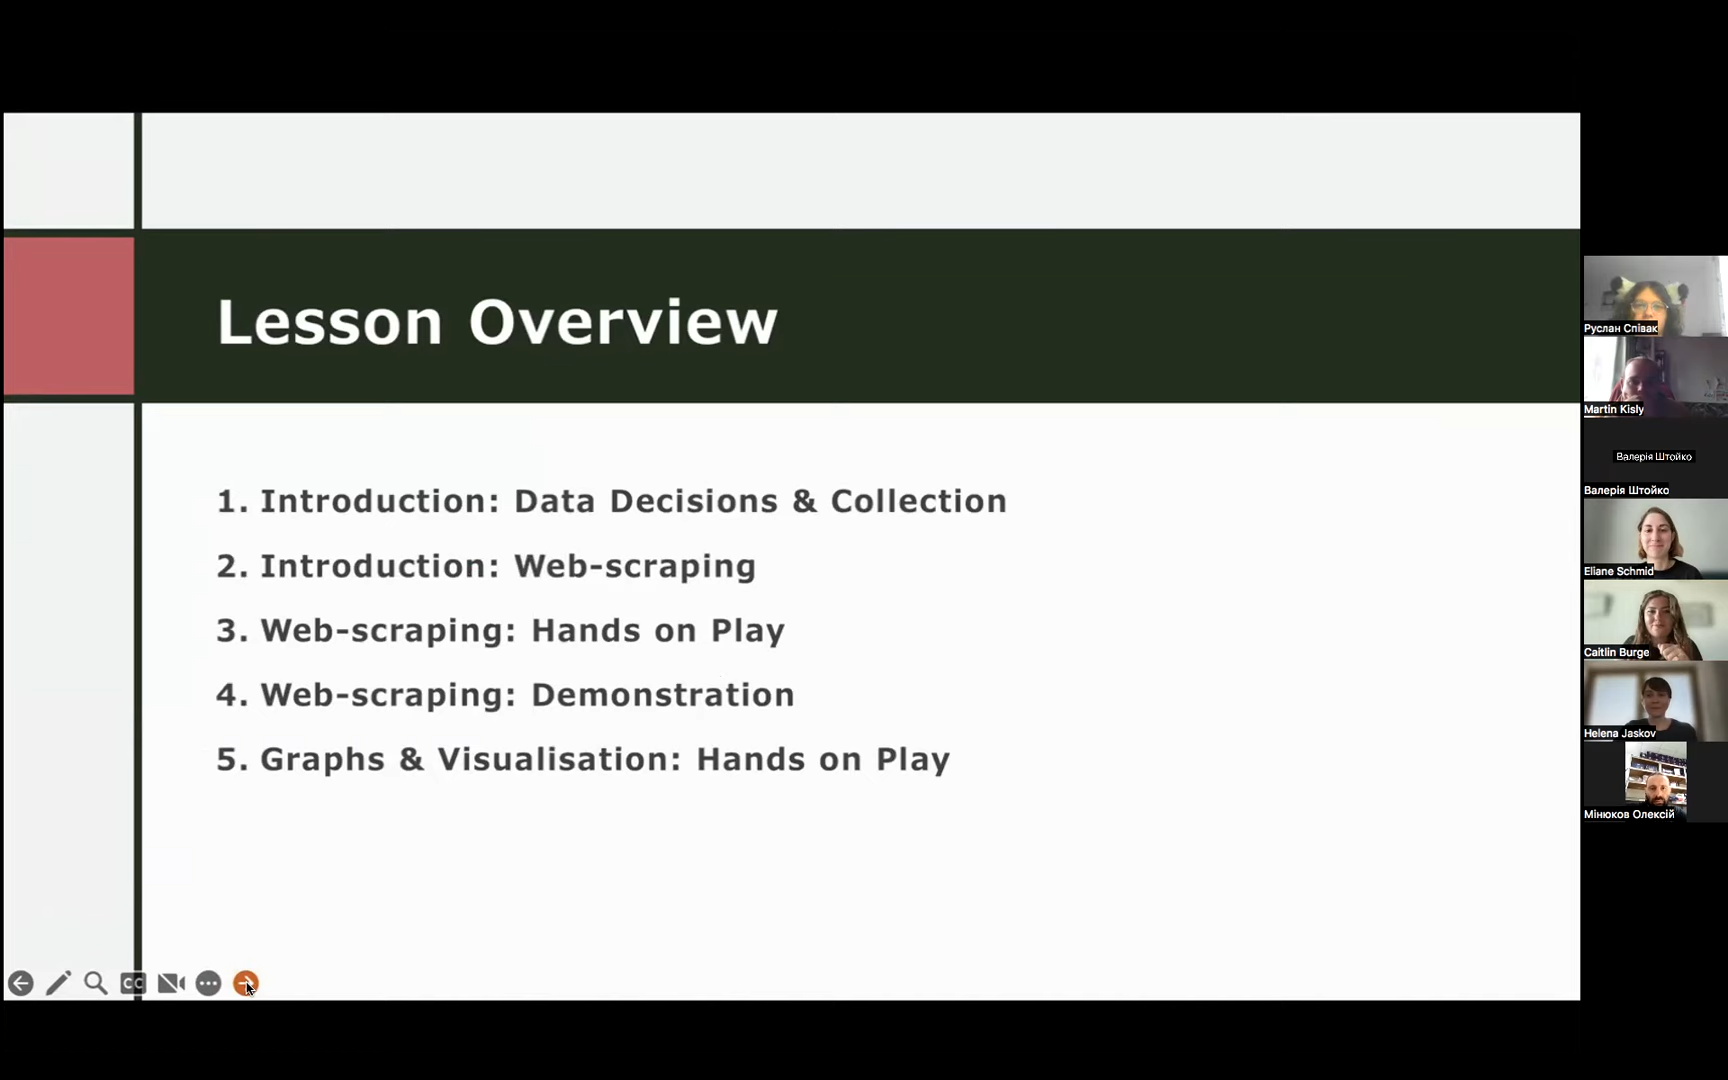 Lesson Overview
1. Introduction: Data Decisions & Collection
2. Introduction: Web-scraping
3. Web-scraping: Hands on Play
4. Web-scraping: Demonstration
5. Graphs & Visualisation: Hands on Play
CC
Руслан Співак
Martin Kisly
Валерія Штойко
Валерія Штойко
Eliane Schmid
Caitlin Burge
Helena Jaskov
Мінюков Олексій